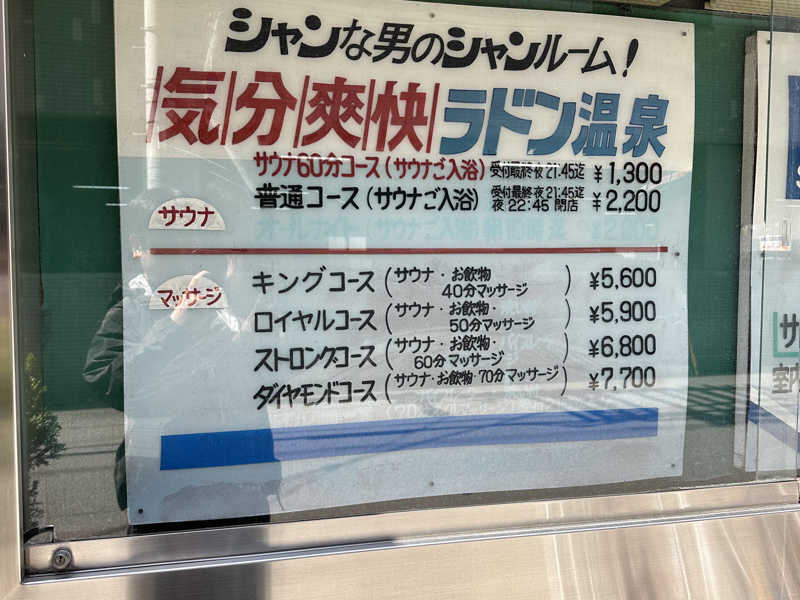 シャンな男のシャンルーム!
気分爽快ラドン温泉
サウナ60分コース(サウナご入浴) 受付最終夜21:45迄 ¥1,300
サウナ
普通コース(サウナご入浴) 受付最終夜21:45迄 夜22:45閉店 ¥2,200
マッサージ
キングコース(サウナ・お飲物 40分マッサージ) ¥5,600
ロイヤルコース(サウナ・お飲物・50分マッサージ) ¥5,900
ストロングコース(サウナ・お飲物・60分マッサージ) ¥6,800
ダイヤモンドコース(サウナ・お飲物・70分マッサージ) ¥7,700